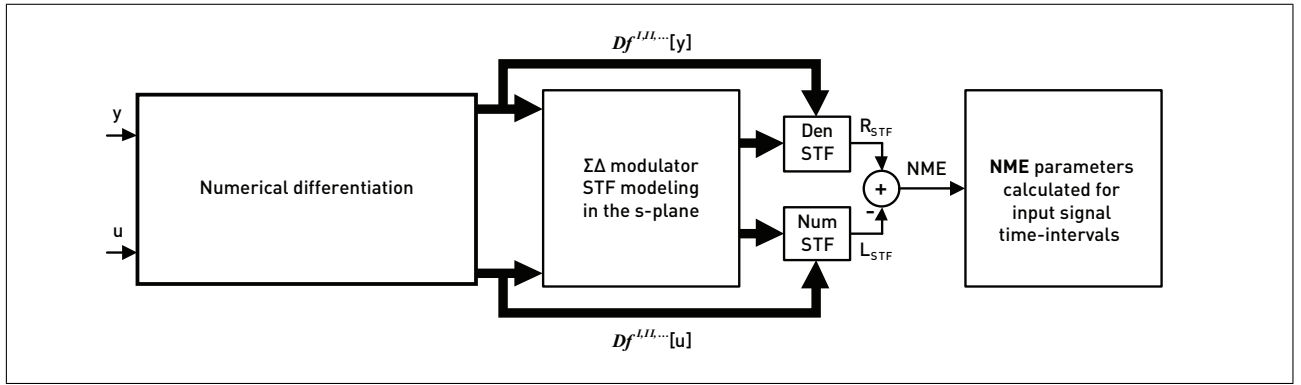 Df^I,II,...[y]
y
u
Numerical differentiation
ΣΔ modulator
STF modeling
in the s-plane
Den
STF
R_STF
Num
STF
L_STF
+
-
NME
NME parameters
calculated for
input signal
time-intervals
Df^I,II,...[u]